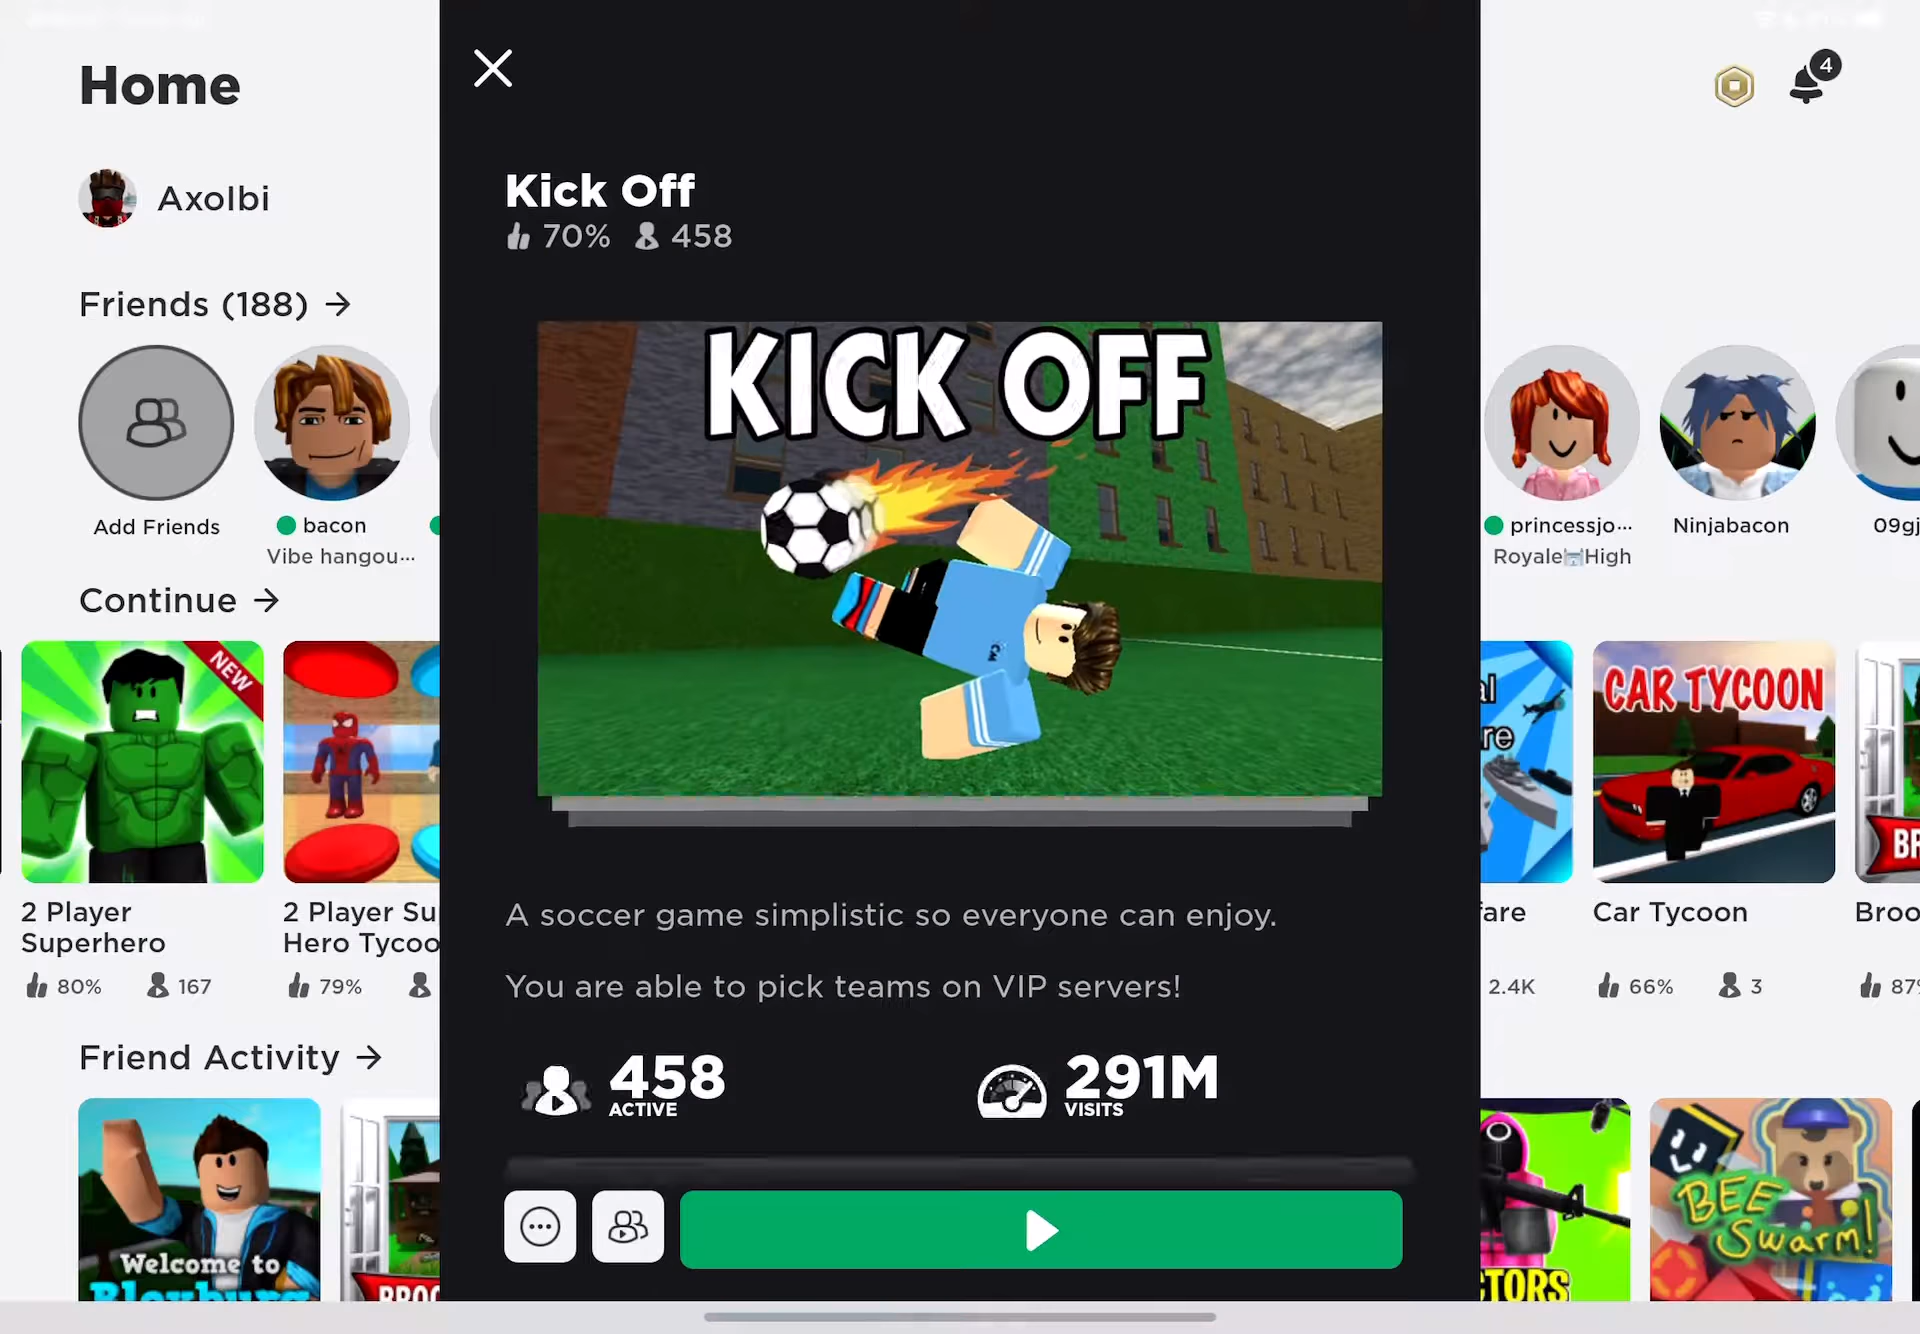 Home
4
Axolbi
Friends (188) →
Add Friends
bacon
Vibe hangou...
princessjo...
Royale🏰High
Ninjabacon
09gj
Continue →
NEW
2 Player
Superhero
80% 167
2 Player Su
Hero Tycoo
79%
Friend Activity →
Welcome to
Bloxburg
Kick Off
70% 458
KICK OFF
A soccer game simplistic so everyone can enjoy.
You are able to pick teams on VIP servers!
458
ACTIVE
291M
VISITS
2.4K
CAR TYCOON
Car Tycoon
66% 3
Broo
87%
BEE
Swarm!